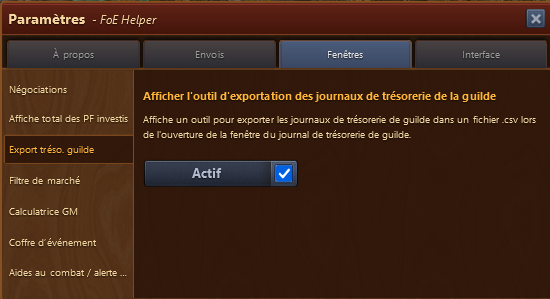 Paramètres - FoE Helper
À propos
Envois
Fenêtres
Interface
Négociations
Affiche total des PF investis
Export tréso. guilde
Filtre de marché
Calculatrice GM
Coffre d'événement
Aides au combat / alerte ...
Afficher l'outil d'exportation des journaux de trésorerie de la guilde
Affiche un outil pour exporter les journaux de trésorerie de guilde dans un fichier .csv lors
de l'ouverture de la fenêtre du journal de trésorerie de guilde.
Actif